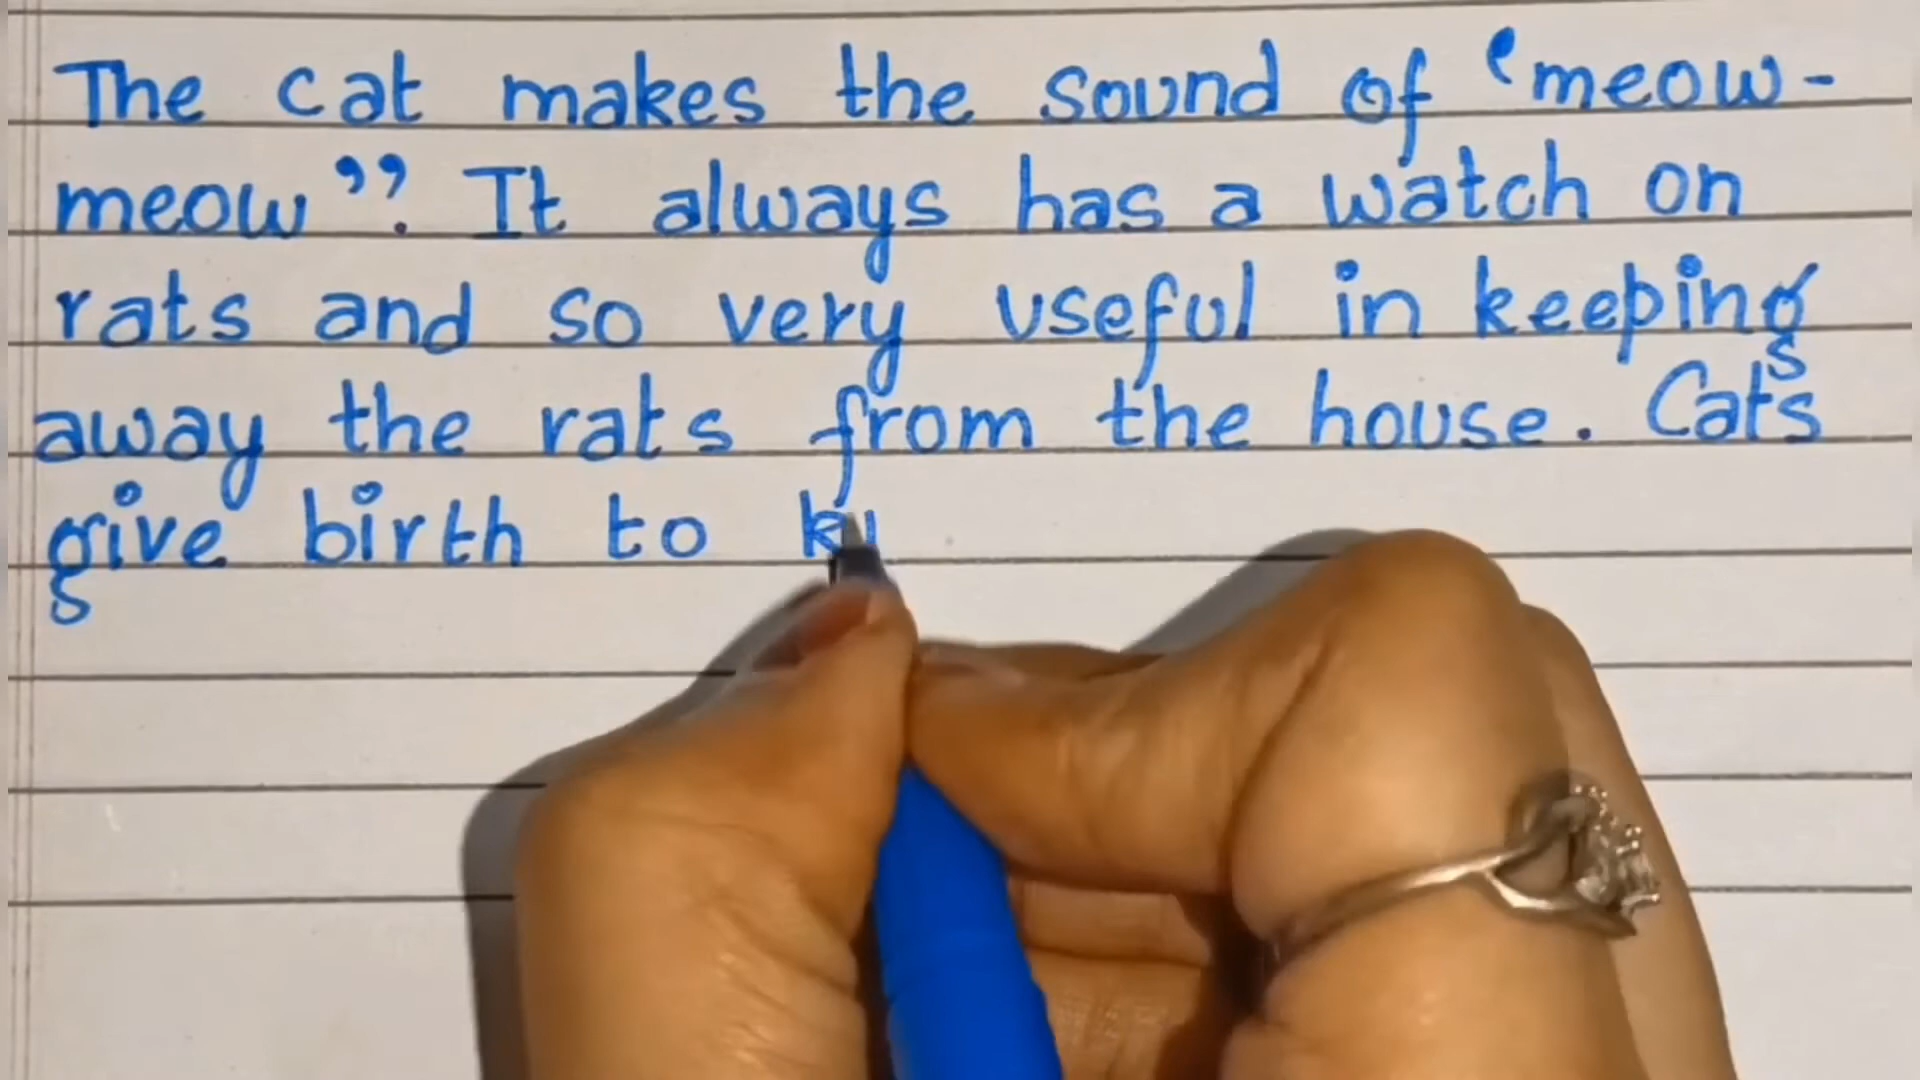 The cat makes the sound of ‘meow-
meow”. It always has a watch on
rats and so very useful in keeping
away the rats from the house. Cats
give birth to